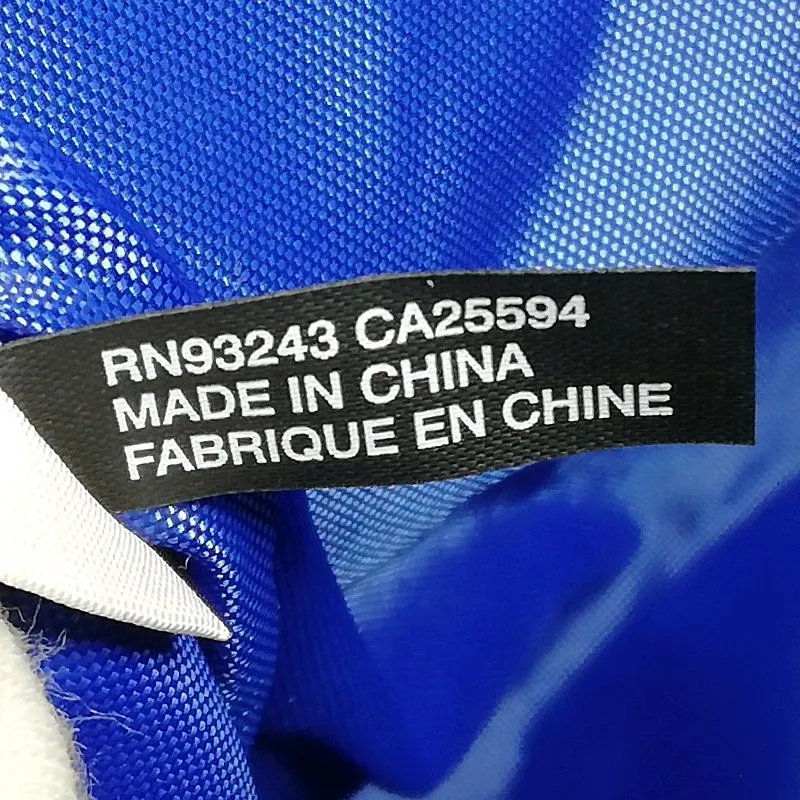 RN93243 CA25594
MADE IN CHINA
FABRIQUE EN CHINE